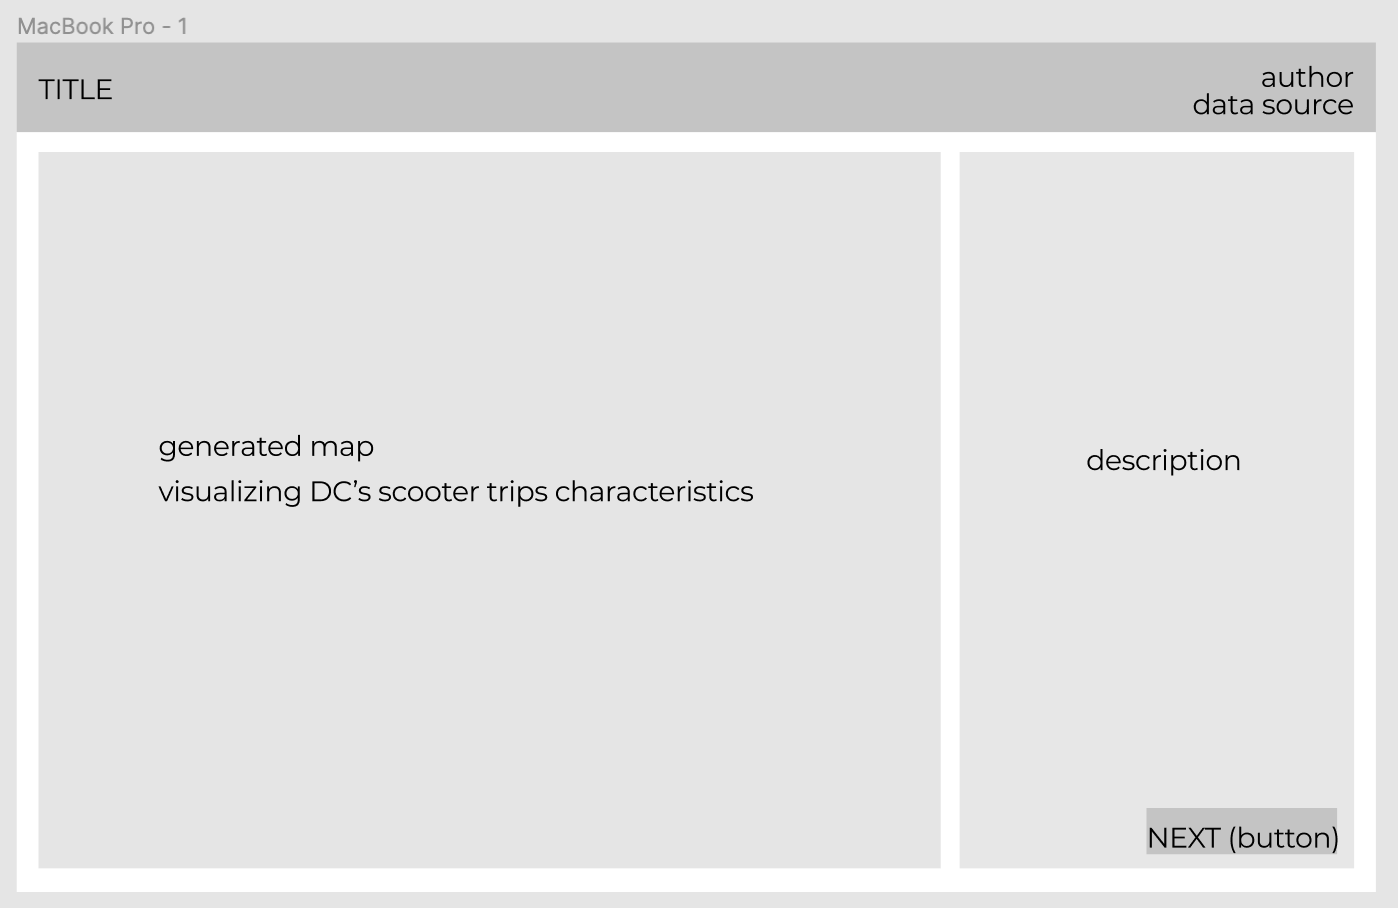 MacBook Pro - 1
TITLE
author
data source
generated map
visualizing DC’s scooter trips characteristics
description
NEXT (button)